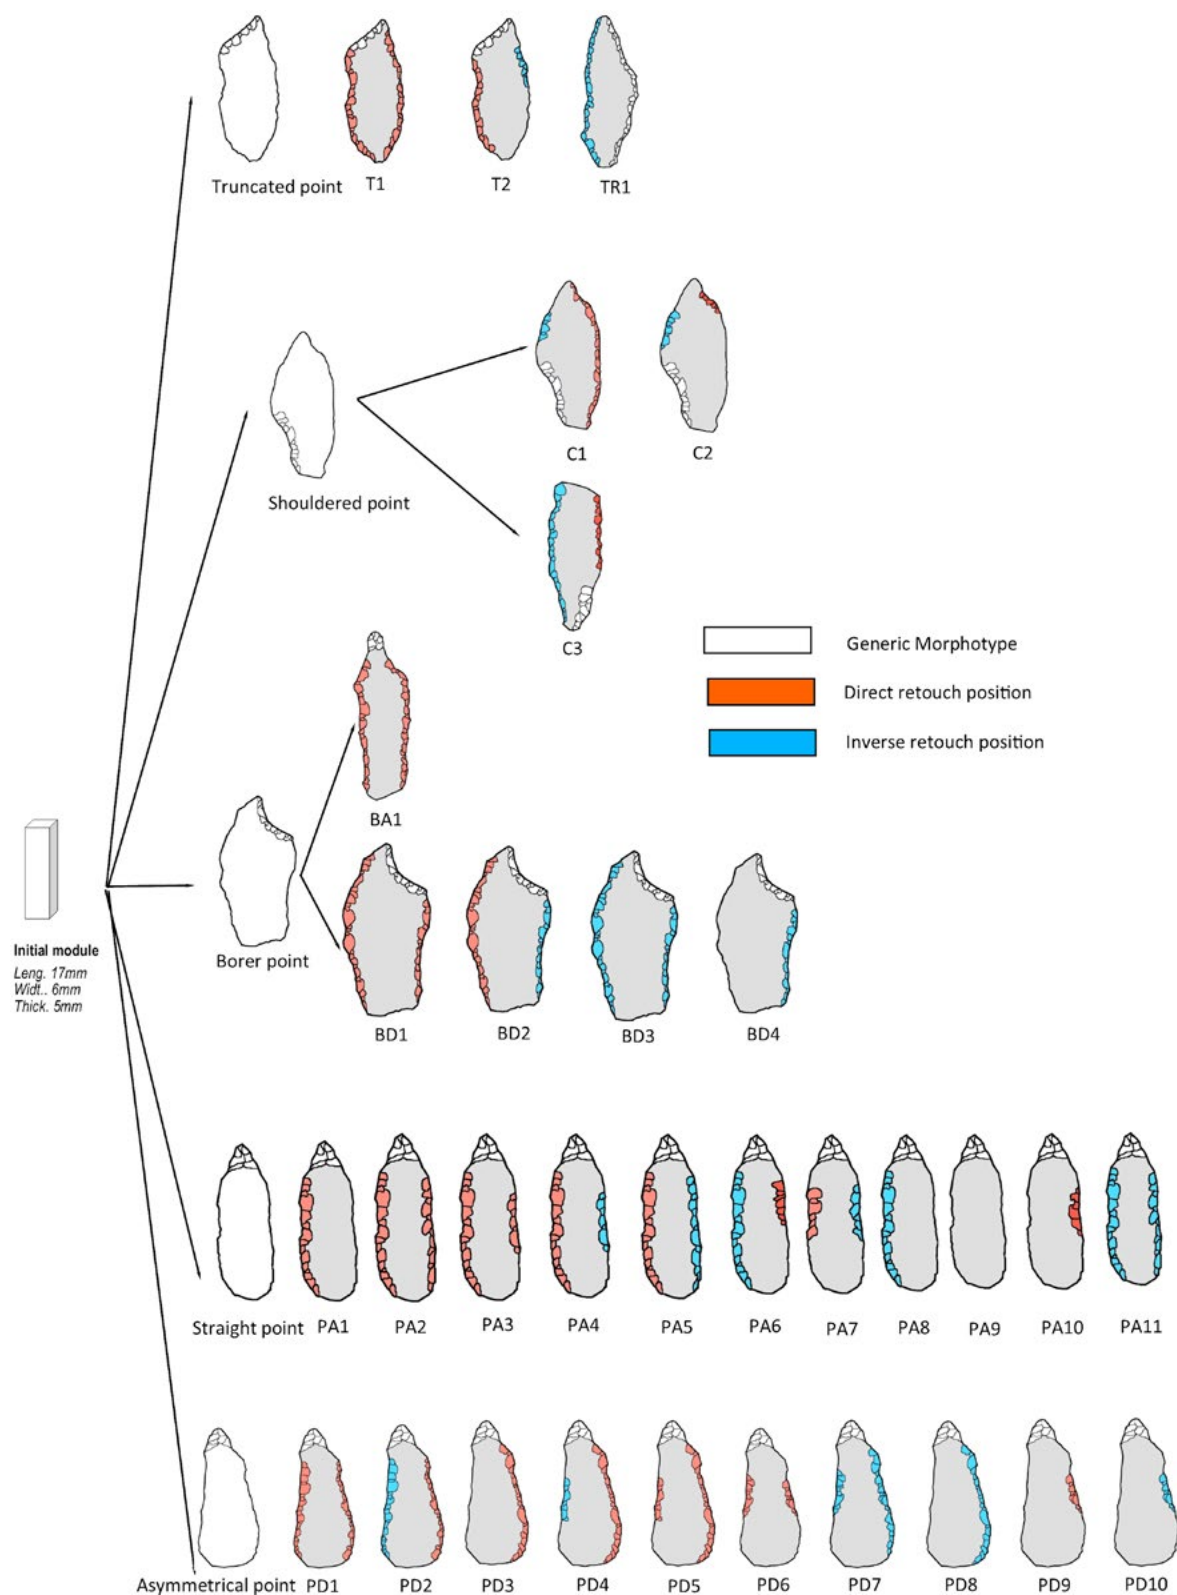 Truncated point
T1
T2
TR1
C1
C2
Shouldered point
C3
Generic Morphotype
Direct retouch position
Inverse retouch position
BA1
Initial module
Leng. 17mm
Widt.. 6mm
Thick. 5mm
Borer point
BD1
BD2
BD3
BD4
Straight point
PA1
PA2
PA3
PA4
PA5
PA6
PA7
PA8
PA9
PA10
PA11
Asymmetrical point
PD1
PD2
PD3
PD4
PD5
PD6
PD7
PD8
PD9
PD10